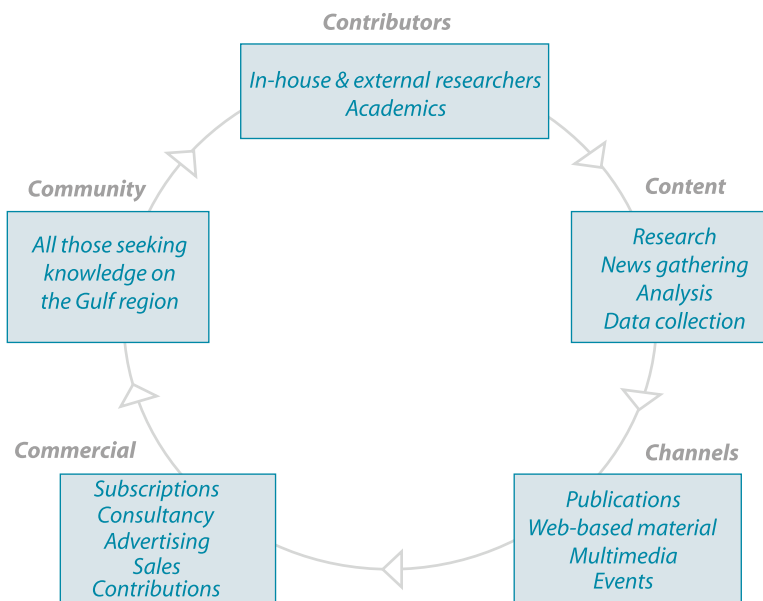 Contributors
In-house & external researchers
Academics
Content
Research
News gathering
Analysis
Data collection
Channels
Publications
Web-based material
Multimedia
Events
Commercial
Subscriptions
Consultancy
Advertising
Sales
Contributions
Community
All those seeking
knowledge on
the Gulf region